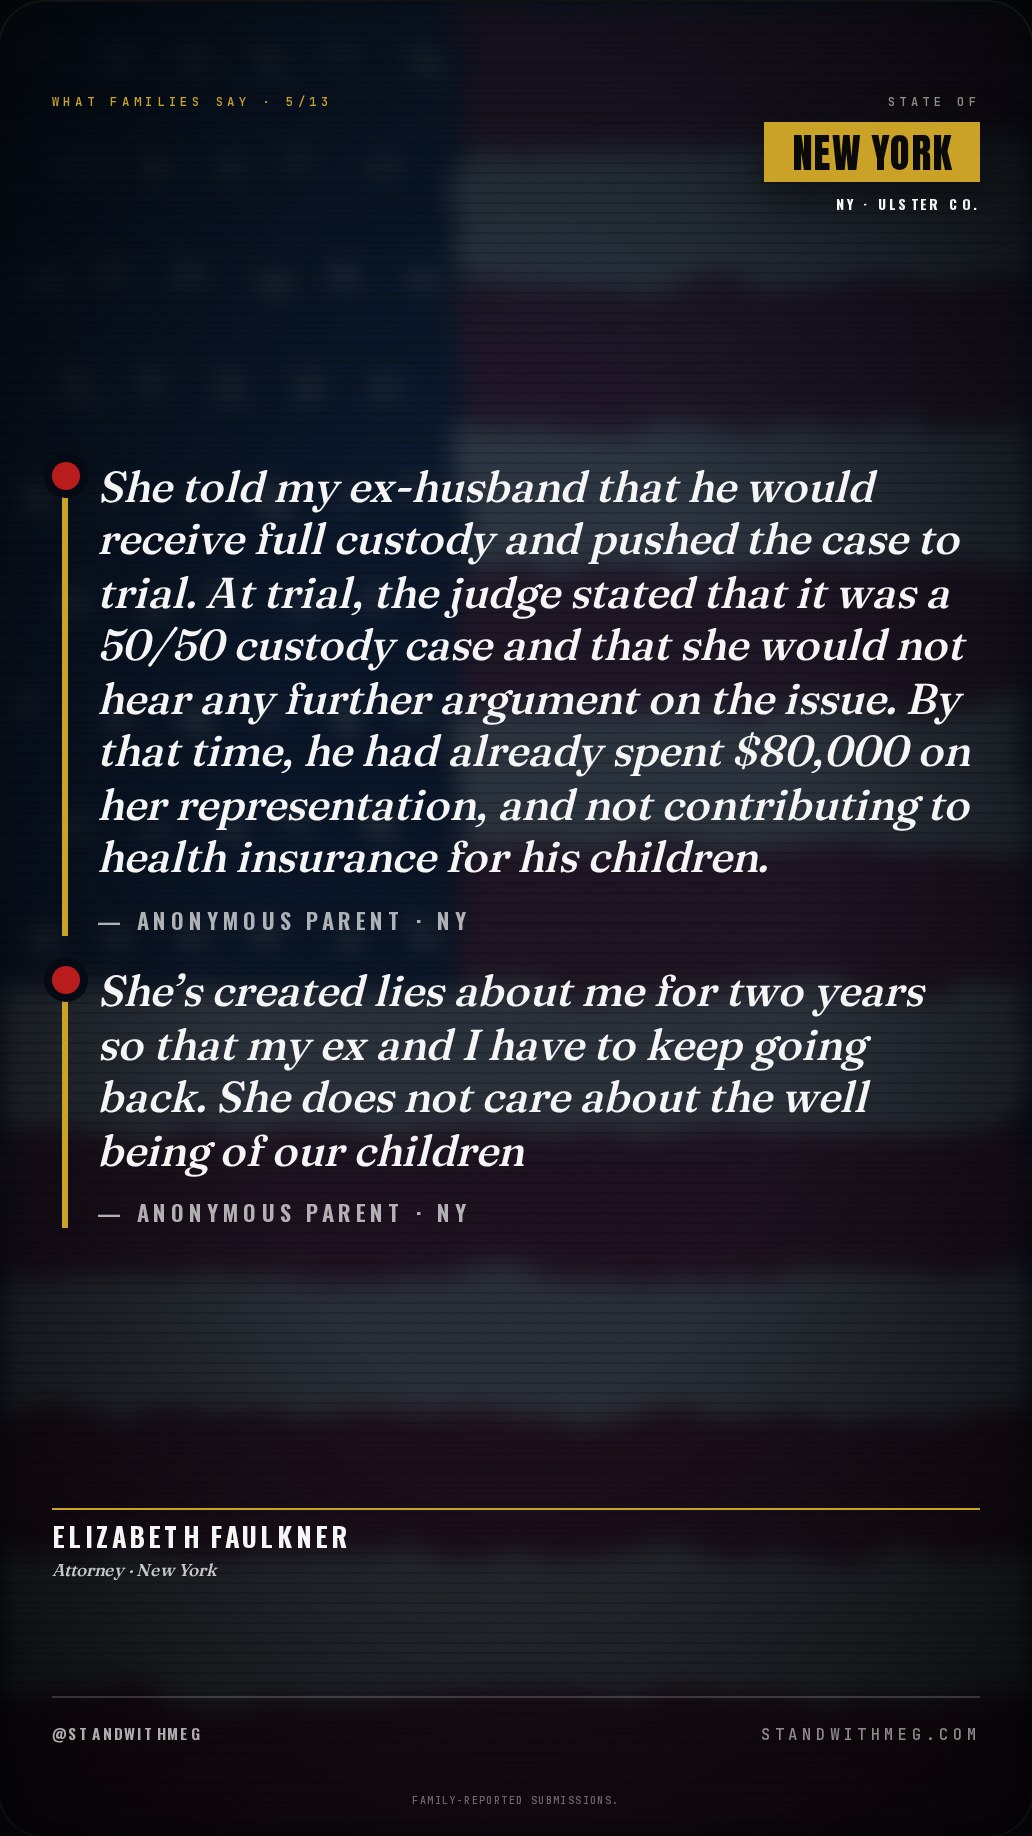 WHAT FAMILIES SAY · 5/13
STATE OF
NEW YORK
NY · ULSTER CO.
She told my ex-husband that he would
receive full custody and pushed the case to
trial. At trial, the judge stated that it was a
50/50 custody case and that she would not
hear any further argument on the issue. By
that time, he had already spent $80,000 on
her representation, and not contributing to
health insurance for his children.
— ANONYMOUS PARENT · NY
She’s created lies about me for two years
so that my ex and I have to keep going
back. She does not care about the well
being of our children
— ANONYMOUS PARENT · NY
ELIZABETH FAULKNER
Attorney · New York
@STANDWITHMEG
STANDWITHMEG.COM
FAMILY-REPORTED SUBMISSIONS.